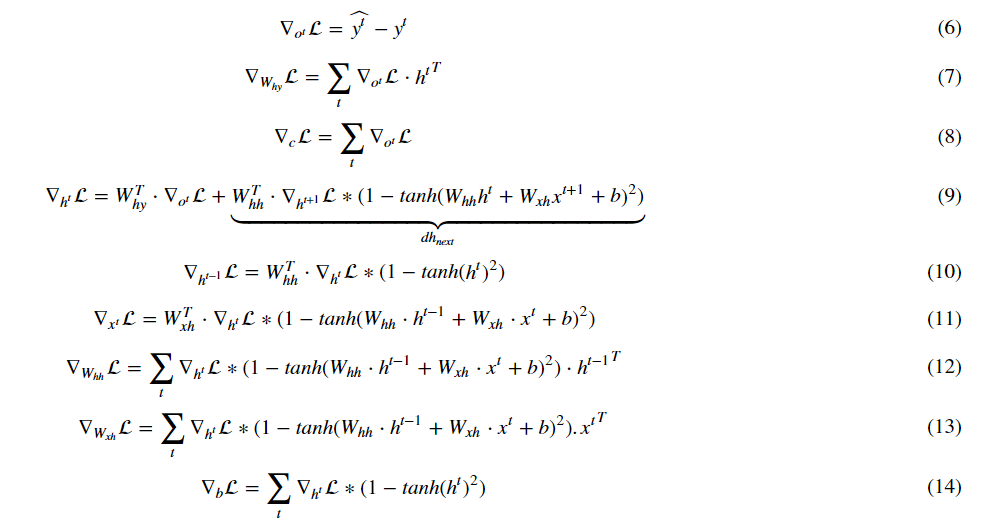 ∇_{o^t} ℒ = \widehat{y^t} − y^t (6)
∇_{W_{hy}} ℒ = ∑_t ∇_{o^t} ℒ · h^{t^T} (7)
∇_c ℒ = ∑_t ∇_{o^t} ℒ (8)
∇_{h^t} ℒ = W_{hy}^T · ∇_{o^t} ℒ + \underbrace{W_{hh}^T · ∇_{h^{t+1}} ℒ * (1 − tanh(W_{hh}h^t + W_{xh}x^{t+1} + b)^2)}_{dh_{next}} (9)
∇_{h^{t−1}} ℒ = W_{hh}^T · ∇_{h^t} ℒ * (1 − tanh(h^t)^2) (10)
∇_{x^t} ℒ = W_{xh}^T · ∇_{h^t} ℒ * (1 − tanh(W_{hh} · h^{t−1} + W_{xh} · x^t + b)^2) (11)
∇_{W_{hh}} ℒ = ∑_t ∇_{h^t} ℒ * (1 − tanh(W_{hh} · h^{t−1} + W_{xh} · x^t + b)^2) · h^{t−1^T} (12)
∇_{W_{xh}} ℒ = ∑_t ∇_{h^t} ℒ * (1 − tanh(W_{hh} · h^{t−1} + W_{xh} · x^t + b)^2).x^{t^T} (13)
∇_b ℒ = ∑_t ∇_{h^t} ℒ * (1 − tanh(h^t)^2) (14)